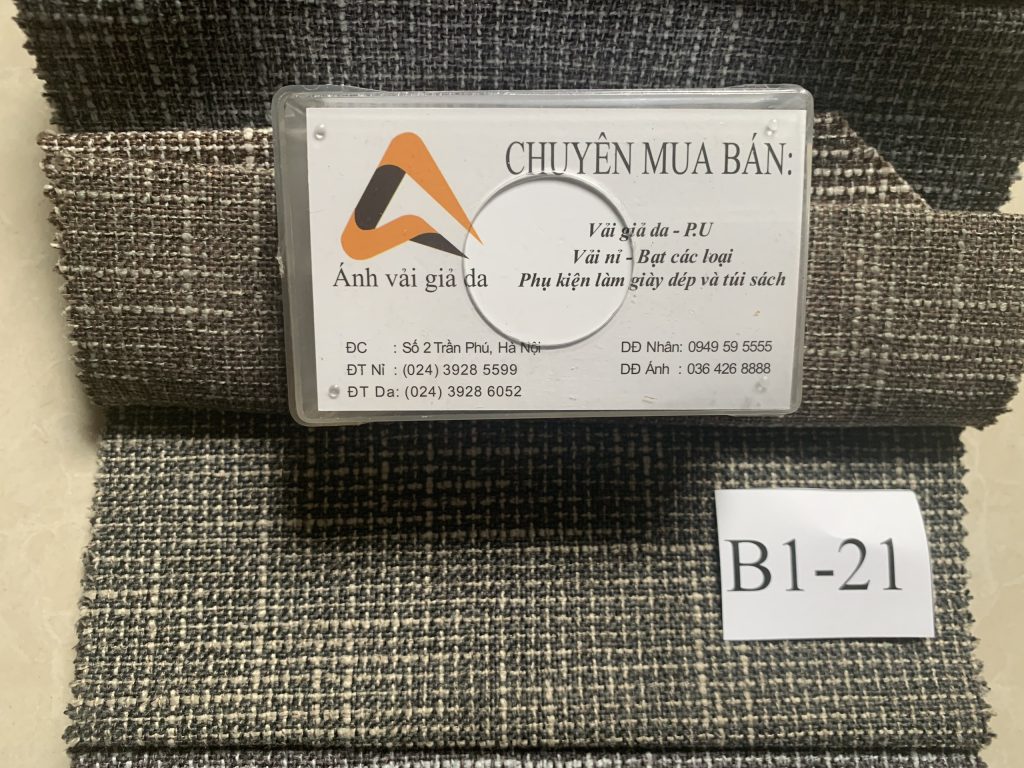 CHUYÊN MUA BÁN:
Vải giả da - P.U
Vải nỉ - Bạt các loại
Phụ kiện làm giày dép và túi sách
Ánh vải giả da
ĐC : Số 2 Trần Phú, Hà Nội
ĐT Nỉ : (024) 3928 5599
ĐT Da: (024) 3928 6052
DĐ Nhân: 0949 59 5555
DĐ Ánh : 036 426 8888
B1-21